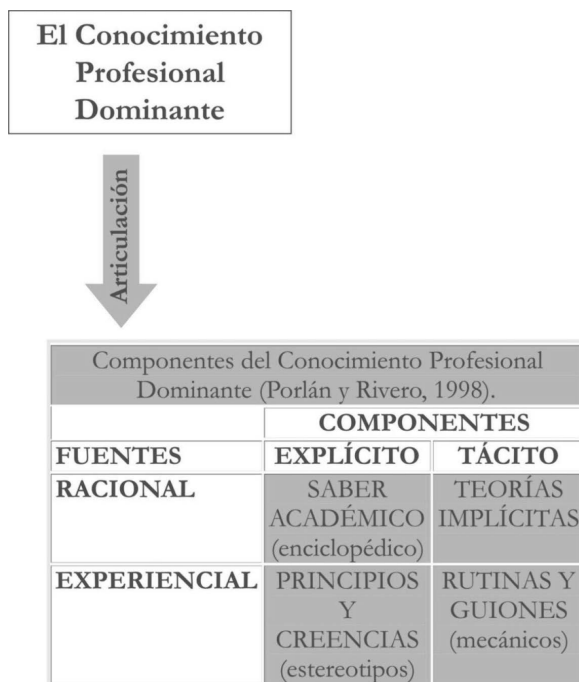 El Conocimiento
Profesional
Dominante
Articulación
Componentes del Conocimiento Profesional
Dominante (Porlán y Rivero, 1998).
COMPONENTES
FUENTES EXPLÍCITO TÁCITO
RACIONAL SABER TEORÍAS
ACADÉMICO IMPLÍCITAS
(enciclopédico)
EXPERIENCIAL PRINCIPIOS RUTINAS Y
Y GUIONES
CREENCIAS (mecánicos)
(estereotipos)